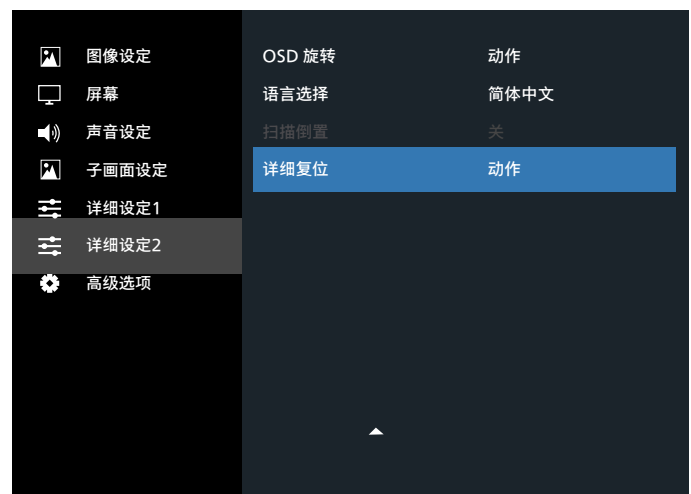 图像设定
屏幕
声音设定
子画面设定
详细设定1
详细设定2
高级选项
OSD 旋转 动作
语言选择 简体中文
扫描倒置 关
详细复位 动作